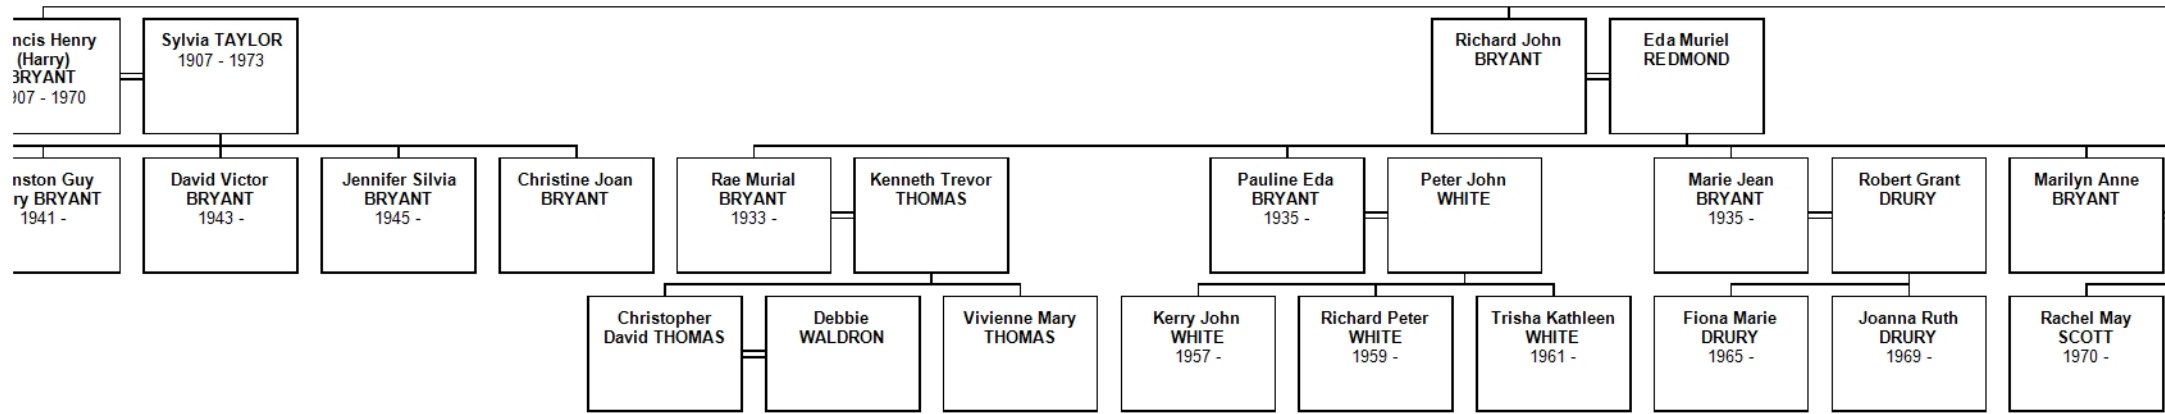 ncis Henry
(Harry)
BRYANT
907 - 1970
Sylvia TAYLOR
1907 - 1973
Richard John
BRYANT
Eda Muriel
REDMOND
nston Guy
ry BRYANT
1941 -
David Victor
BRYANT
1943 -
Jennifer Silvia
BRYANT
1945 -
Christine Joan
BRYANT
Rae Murial
BRYANT
1933 -
Kenneth Trevor
THOMAS
Pauline Eda
BRYANT
1935 -
Peter John
WHITE
Marie Jean
BRYANT
1935 -
Robert Grant
DRURY
Marilyn Anne
BRYANT
Christopher
David THOMAS
Debbie
WALDRON
Vivienne Mary
THOMAS
Kerry John
WHITE
1957 -
Richard Peter
WHITE
1959 -
Trisha Kathleen
WHITE
1961 -
Fiona Marie
DRURY
1965 -
Joanna Ruth
DRURY
1969 -
Rachel May
SCOTT
1970 -